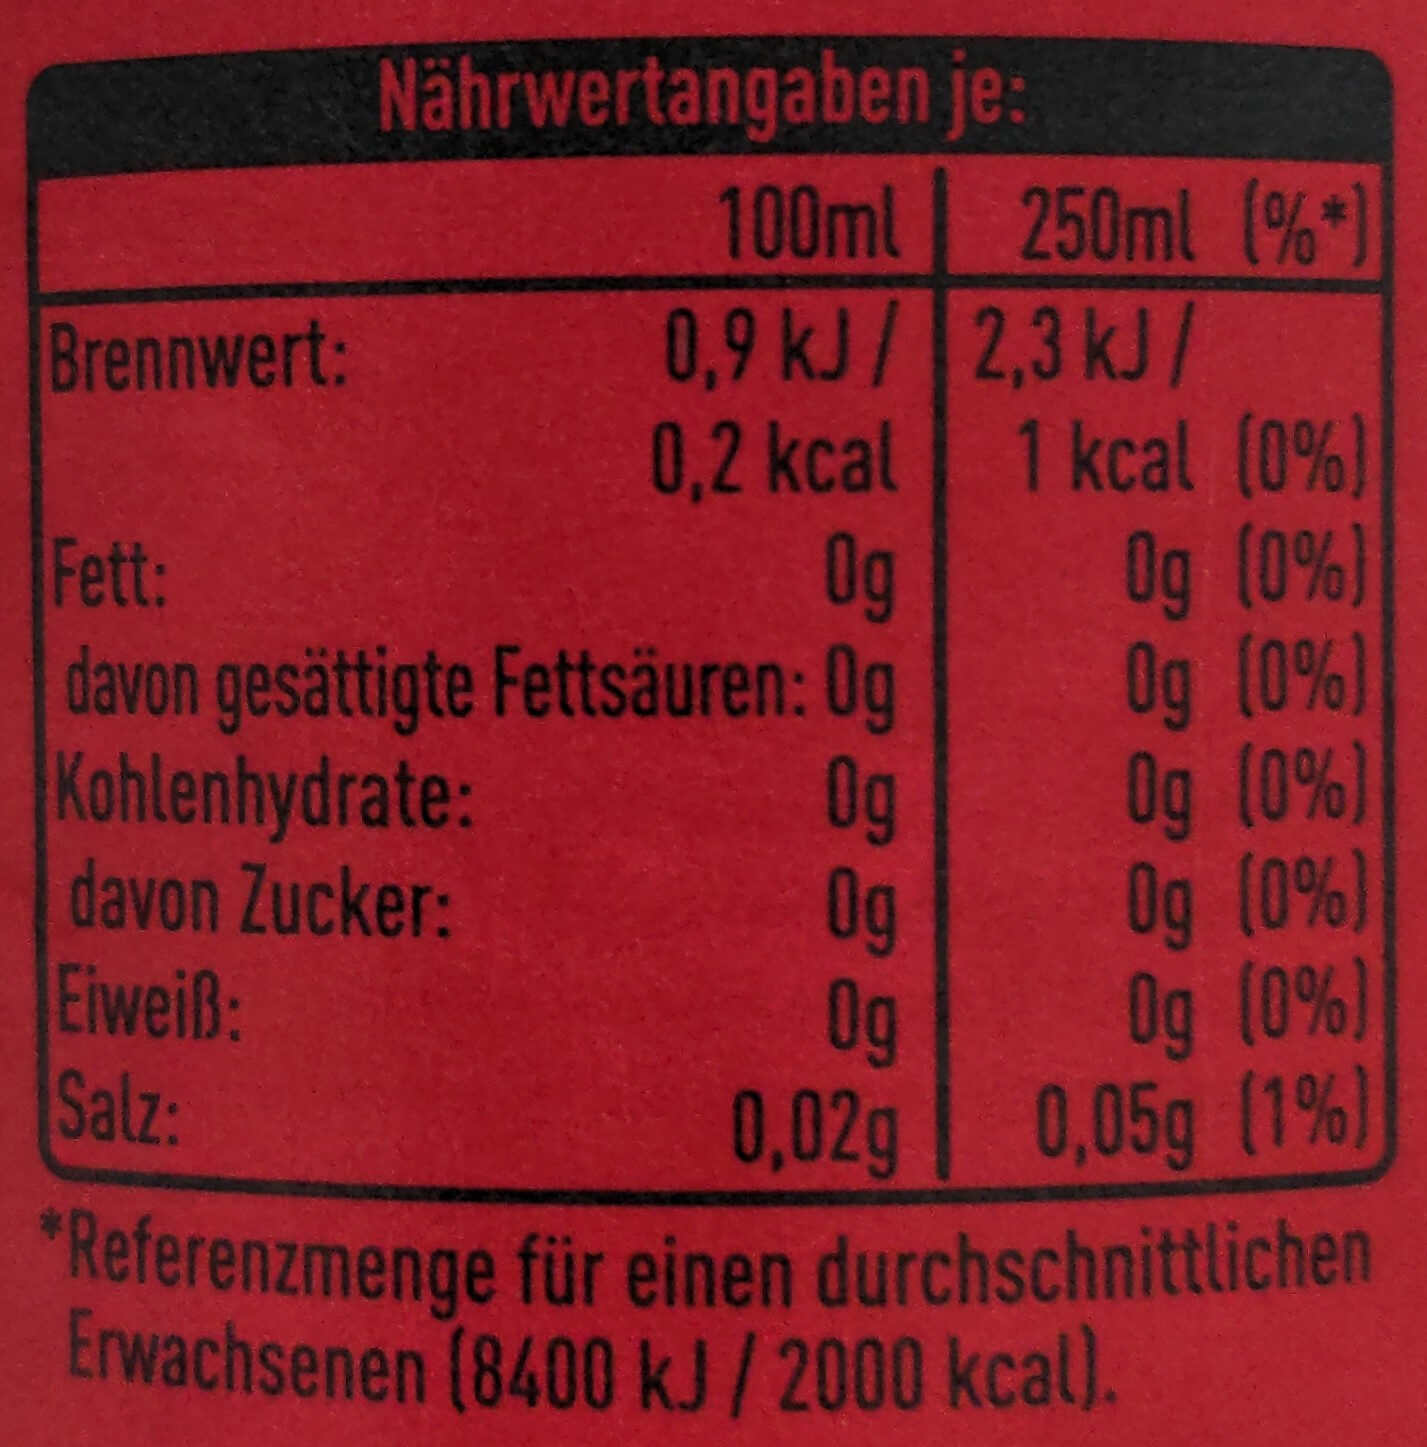 Nährwertangaben je:
100ml 250ml (%*)
Brennwert: 0,9 kJ / 2,3 kJ /
0,2 kcal 1 kcal (0%)
Fett: 0g 0g (0%)
davon gesättigte Fettsäuren: 0g 0g (0%)
Kohlenhydrate: 0g 0g (0%)
davon Zucker: 0g 0g (0%)
Eiweiß: 0g 0g (0%)
Salz: 0,02g 0,05g (1%)
*Referenzmenge für einen durchschnittlichen
Erwachsenen (8400 kJ / 2000 kcal).